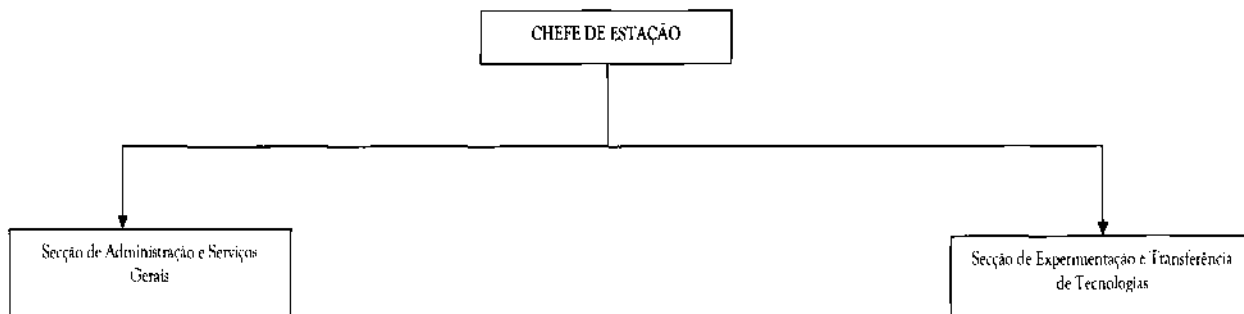 CHEFE DE ESTAÇÃO
Secção de Administração e Serviços
Gerais
Secção de Experimentação e Transferência
de Tecnologias